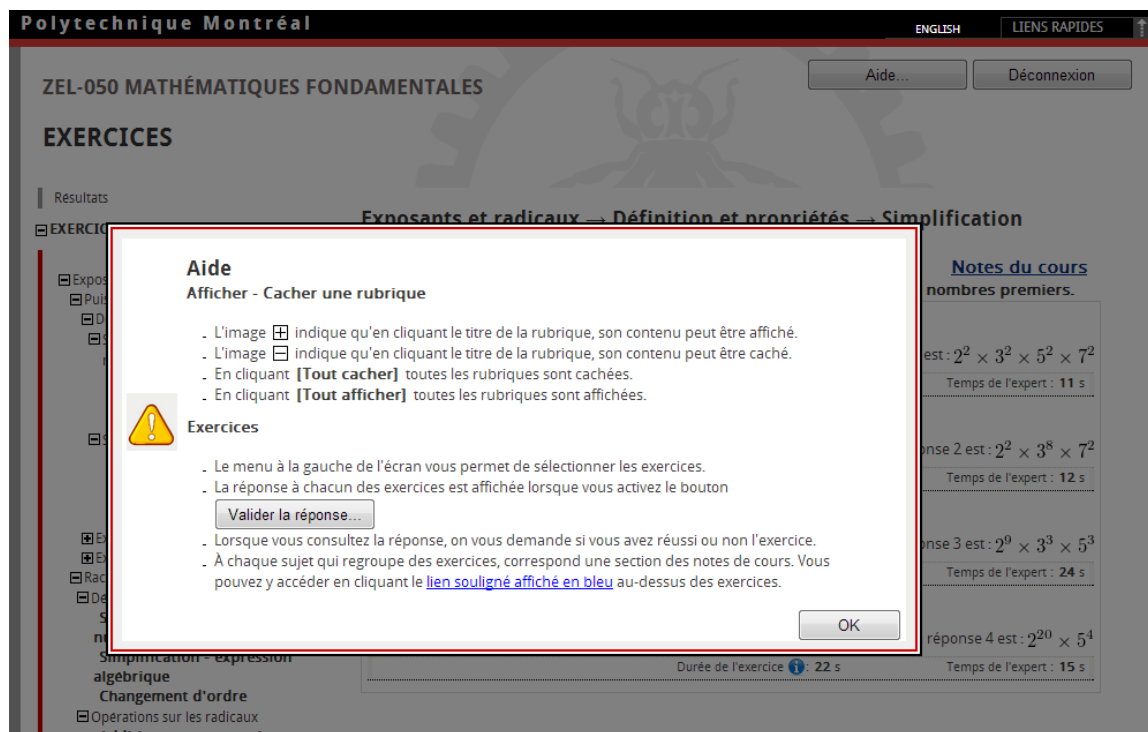 Polytechnique Montréal
ENGLISH
LIENS RAPIDES
ZEL-050 MATHÉMATIQUES FONDAMENTALES
Aide...
Déconnexion
EXERCICES
Résultats
Exposants et radicaux → Définition et propriétés → Simplification
Notes du cours
nombres premiers.
est : 2² × 3² × 5² × 7²
Temps de l'expert : 11 s
2 est : 2² × 3⁸ × 7²
Temps de l'expert : 12 s
3 est : 2⁹ × 3³ × 5³
Temps de l'expert : 24 s
réponse 4 est : 2²⁰ × 5⁴
Durée de l'exercice : 22 s
Temps de l'expert : 15 s
Aide
Afficher - Cacher une rubrique
- L'image ⊞ indique qu'en cliquant le titre de la rubrique, son contenu peut être affiché.
- L'image ⊟ indique qu'en cliquant le titre de la rubrique, son contenu peut être caché.
- En cliquant [Tout cacher] toutes les rubriques sont cachées.
- En cliquant [Tout afficher] toutes les rubriques sont affichées.
Exercices
- Le menu à la gauche de l'écran vous permet de sélectionner les exercices.
- La réponse à chacun des exercices est affichée lorsque vous activez le bouton
Valider la réponse...
- Lorsque vous consultez la réponse, on vous demande si vous avez réussi ou non l'exercice.
- À chaque sujet qui regroupe des exercices, correspond une section des notes de cours. Vous
pouvez y accéder en cliquant le lien souligné affiché en bleu au-dessus des exercices.
OK
Simplification - expression
algébrique
Changement d'ordre
Opérations sur les radicaux